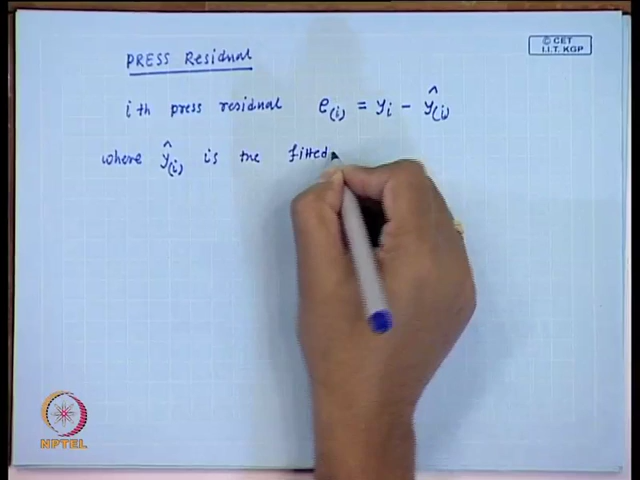 © CET
I.I.T. KGP
PRESS Residual
i th press residual e₍ᵢ₎ = yᵢ - ŷ₍ᵢ₎
where ŷ₍ᵢ₎ is the fitted
NPTEL